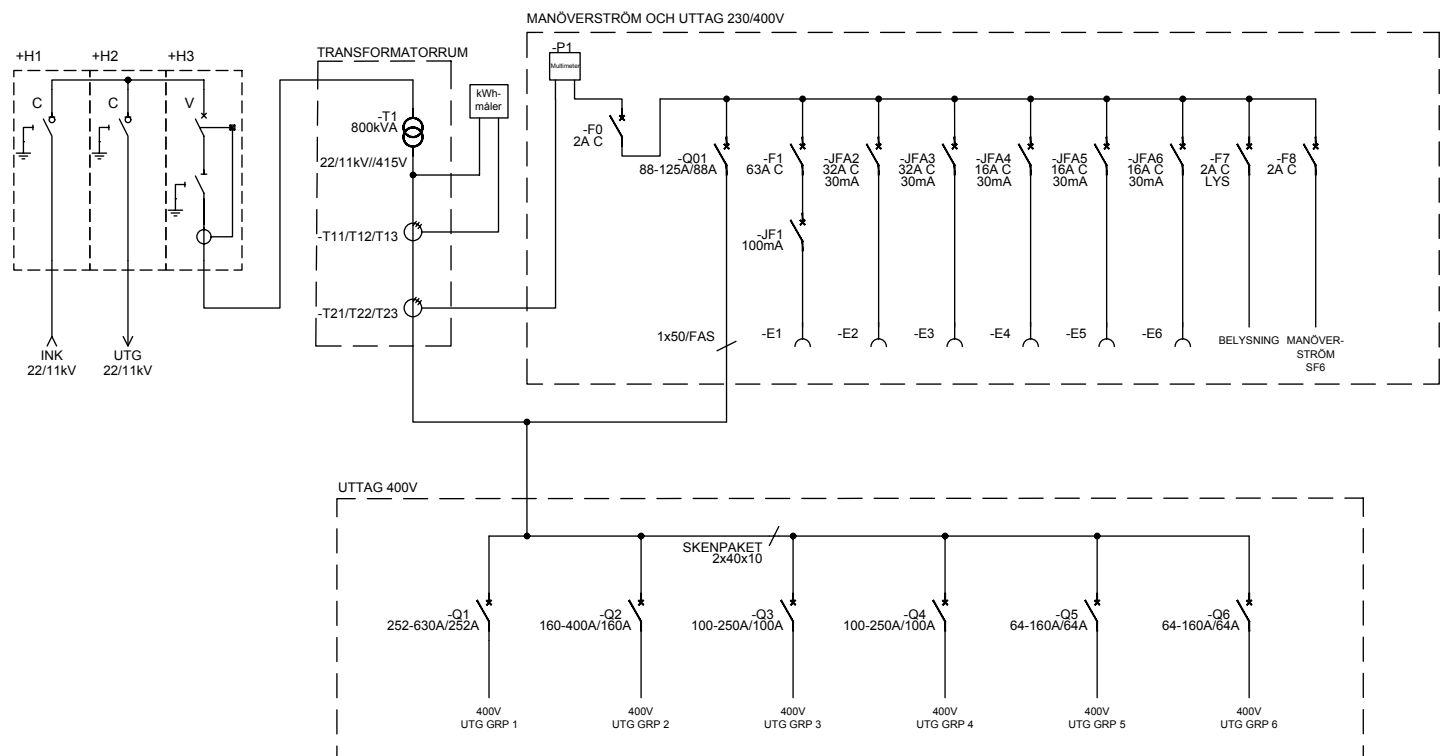 MANÖVERSTRÖM OCH UTTAG 230/400V
+H1
+H2
+H3
C
C
V
INK
22/11kV
UTG
22/11kV
TRANSFORMATORRUM
-T1
800kVA
22/11kV//415V
-T11/T12/T13
-T21/T22/T23
kWh-
måler
-P1
Multimeter
-F0
2A C
-Q01
88-125A/88A
-F1
63A C
-JF1
100mA
-JFA2
32A C
30mA
-JFA3
32A C
30mA
-JFA4
16A C
30mA
-JFA5
16A C
30mA
-JFA6
16A C
30mA
-F7
2A C
LYS
-F8
2A C
1x50/FAS
-E1
-E2
-E3
-E4
-E5
-E6
BELYSNING
MANÖVER-
STRÖM
SF6
UTTAG 400V
SKENPAKET
2x40x10
-Q1
252-630A/252A
-Q2
160-400A/160A
-Q3
100-250A/100A
-Q4
100-250A/100A
-Q5
64-160A/64A
-Q6
64-160A/64A
400V
UTG GRP 1
400V
UTG GRP 2
400V
UTG GRP 3
400V
UTG GRP 4
400V
UTG GRP 5
400V
UTG GRP 6